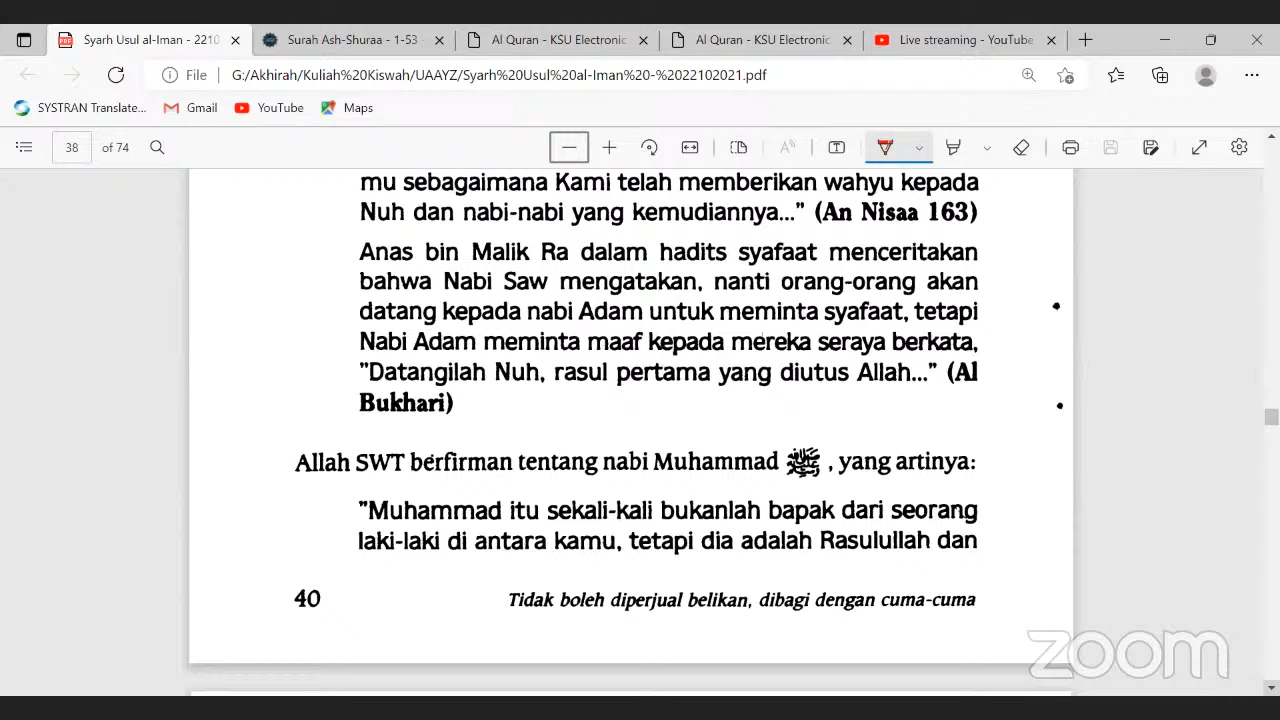 Syarh Usul al-Iman - 2210
Surah Ash-Shuraa - 1-53 -
Al Quran - KSU Electronic
Al Quran - KSU Electronic
Live streaming - YouTube
File G:/Akhirah/Kuliah%20Kiswah/UAAYZ/Syarh%20Usul%20al-Iman%20-%2022102021.pdf
SYSTRAN Translate... Gmail YouTube Maps
38 of 74
mu sebagaimana Kami telah memberikan wahyu kepada
Nuh dan nabi-nabi yang kemudiannya..." (An Nisaa 163)
Anas bin Malik Ra dalam hadits syafaat menceritakan
bahwa Nabi Saw mengatakan, nanti orang-orang akan
datang kepada nabi Adam untuk meminta syafaat, tetapi
Nabi Adam meminta maaf kepada mereka seraya berkata,
"Datangilah Nuh, rasul pertama yang diutus Allah..." (Al
Bukhari)
Allah SWT berfirman tentang nabi Muhammad ﷺ , yang artinya:
"Muhammad itu sekali-kali bukanlah bapak dari seorang
laki-laki di antara kamu, tetapi dia adalah Rasulullah dan
40 Tidak boleh diperjual belikan, dibagi dengan cuma-cuma
zoom